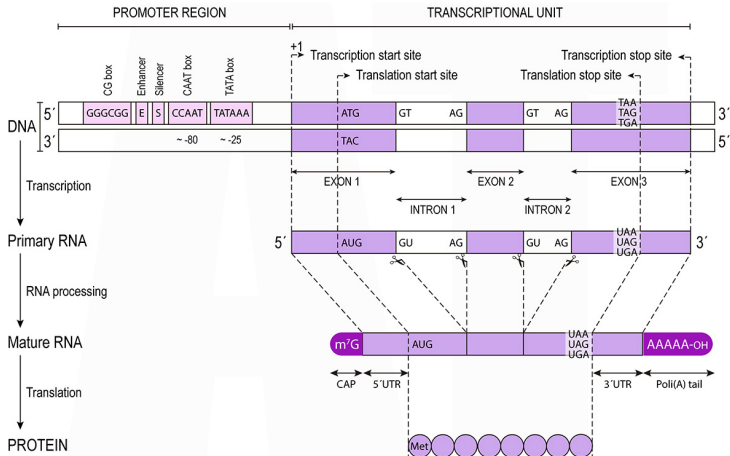 PROMOTER REGION
TRANSCRIPTIONAL UNIT
+1
Transcription start site
Transcription stop site
Translation start site
Translation stop site
CG box
Enhancer
Silencer
CAAT box
TATA box
DNA
5´ GGGCGG E S CCAAT TATAAA ATG GT AG GT AG TAA 3´
TAG
TGA
3´ ~ -80 ~ -25 TAC 5´
Transcription
EXON 1 EXON 2 EXON 3
INTRON 1 INTRON 2
Primary RNA 5´ AUG GU AG GU AG UAA 3´
UAG
UGA
RNA processing
Mature RNA m⁷G AUG UAA AAAAA-OH
UAG
UGA
CAP 5´UTR 3´UTR Poli(A) tail
Translation
PROTEIN Met